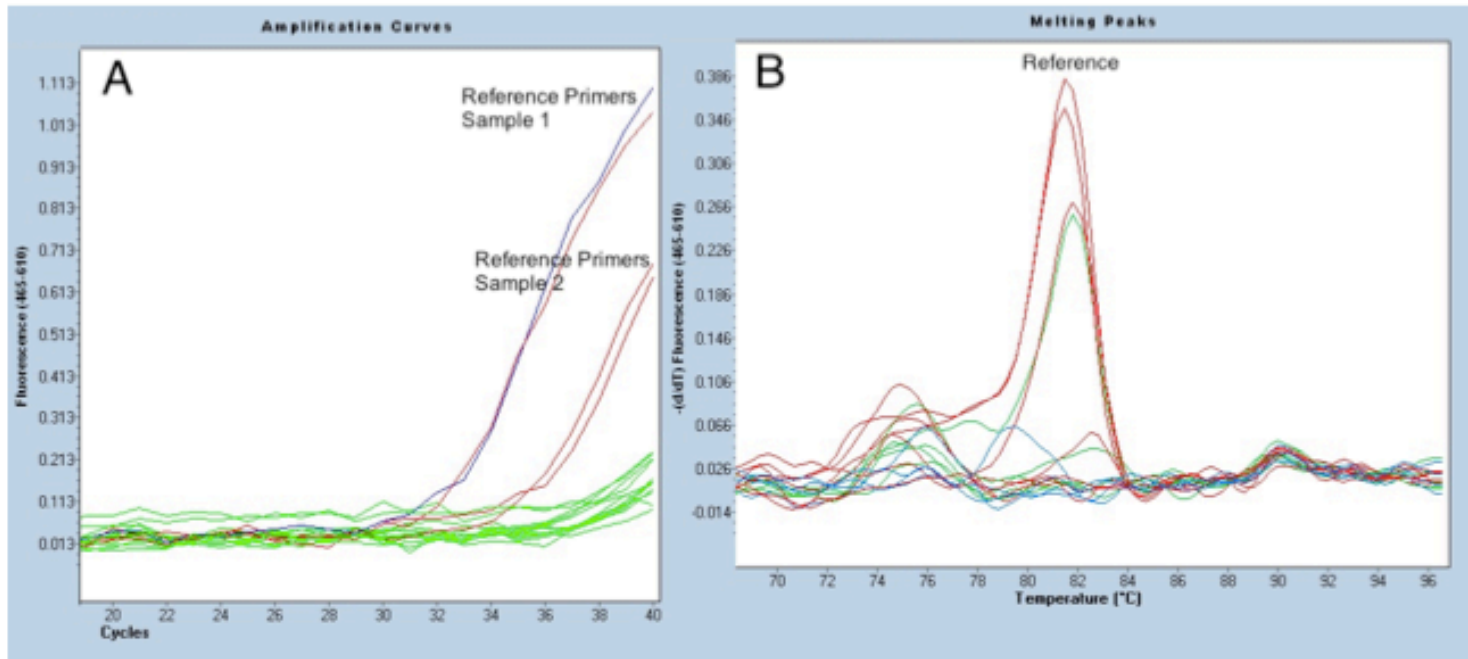 Amplification Curves
A
Reference Primers
Sample 1
Reference Primers
Sample 2
Fluorescence (465-610)
1.113
1.013
0.913
0.813
0.713
0.613
0.513
0.413
0.313
0.213
0.113
0.013
20 22 24 26 28 30 32 34 36 38 40
Cycles
Melting Peaks
B
Reference
-(d/dT) Fluorescence (465-610)
0.386
0.346
0.306
0.266
0.226
0.186
0.146
0.106
0.066
0.026
-0.014
70 72 74 76 78 80 82 84 86 88 90 92 94 96
Temperature [°C]